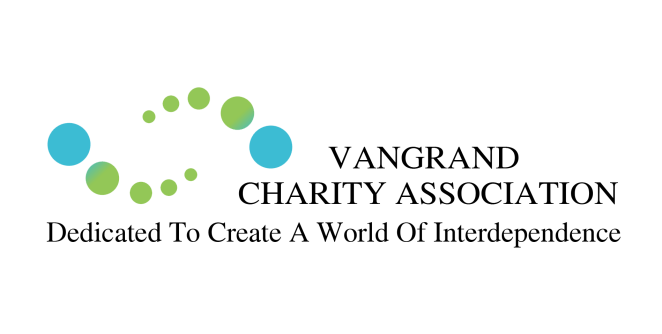 VANGRAND
CHARITY ASSOCIATION
Dedicated To Create A World Of Interdependence